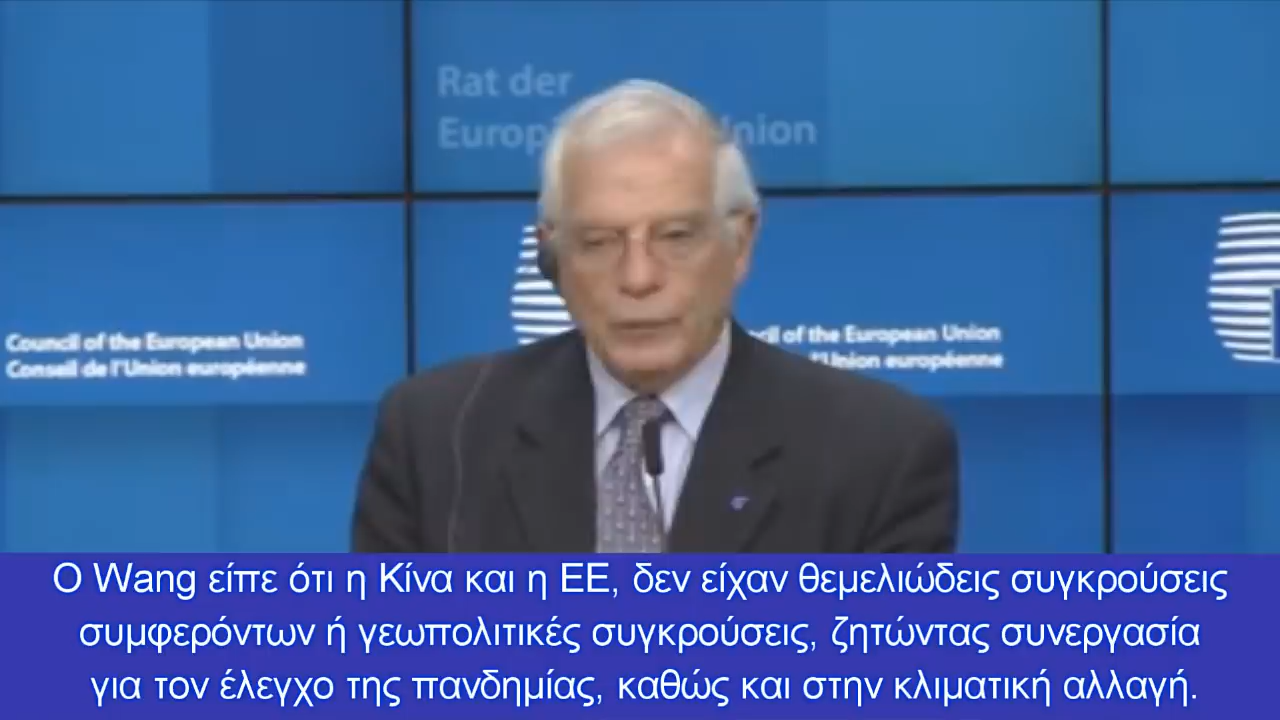 Rat der
Union
Council of the European Union
Conseil de l'Union européenne
of the European Union
l'Union européenne
Ο Wang είπε ότι η Κίνα και η ΕΕ, δεν είχαν θεμελιώδεις συγκρούσεις
συμφερόντων ή γεωπολιτικές συγκρούσεις, ζητώντας συνεργασία
για τον έλεγχο της πανδημίας, καθώς και στην κλιματική αλλαγή.